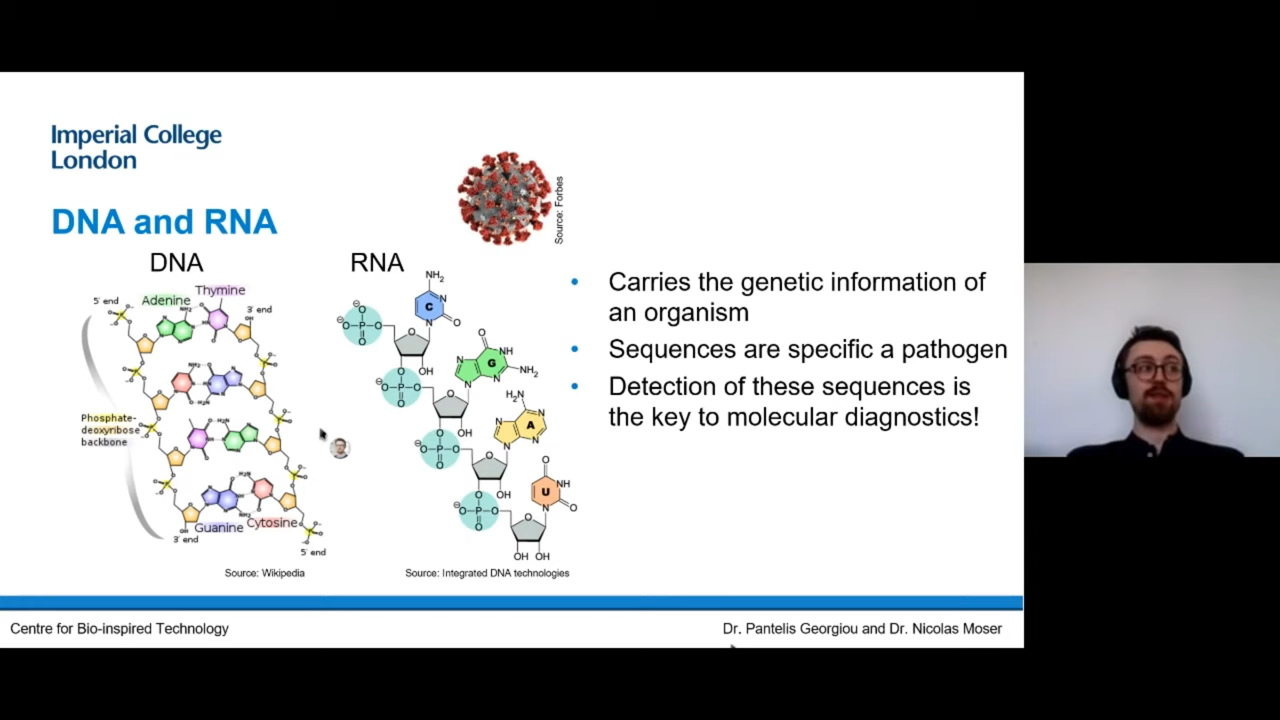 Imperial College
London
DNA and RNA
Source: Forbes
DNA
RNA
5' end
Adenine
Thymine
3' end
Phosphate-
deoxyribose
backbone
Guanine
Cytosine
3' end
5' end
Source: Wikipedia
NH₂
N
C
N
O
O
P
O
O
O
OH
O
NH
G
N
NH₂
N
N
O
P
O
O
O
OH
H₂N
N
A
N
N
N
O
P
O
O
O
OH
O
NH
U
N
O
O
P
O
O
O
OH OH
Source: Integrated DNA technologies
• Carries the genetic information of
an organism
• Sequences are specific a pathogen
• Detection of these sequences is
the key to molecular diagnostics!
Centre for Bio-inspired Technology
Dr. Pantelis Georgiou and Dr. Nicolas Moser